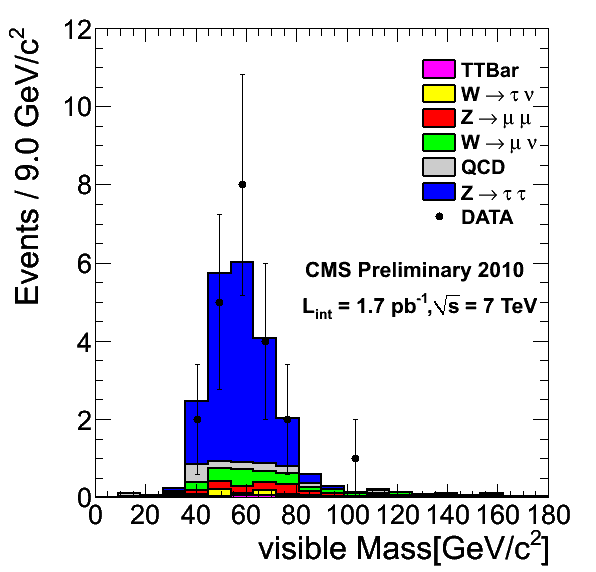 Events / 9.0 GeV/c²
12
10
8
6
4
2
0
TTBar
W → τ ν
Z → μ μ
W → μ ν
QCD
Z → τ τ
DATA
CMS Preliminary 2010
L_int = 1.7 pb⁻¹,√s = 7 TeV
0 20 40 60 80 100 120 140 160 180
visible Mass[GeV/c²]